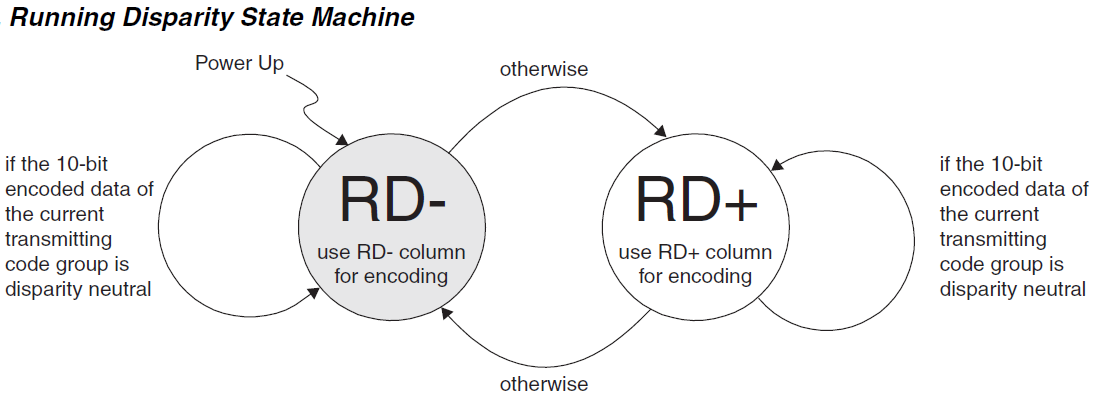 Running Disparity State Machine
Power Up
otherwise
if the 10-bit
encoded data of
the current
transmitting
code group is
disparity neutral
RD-
use RD- column
for encoding
RD+
use RD+ column
for encoding
if the 10-bit
encoded data of
the current
transmitting
code group is
disparity neutral
otherwise